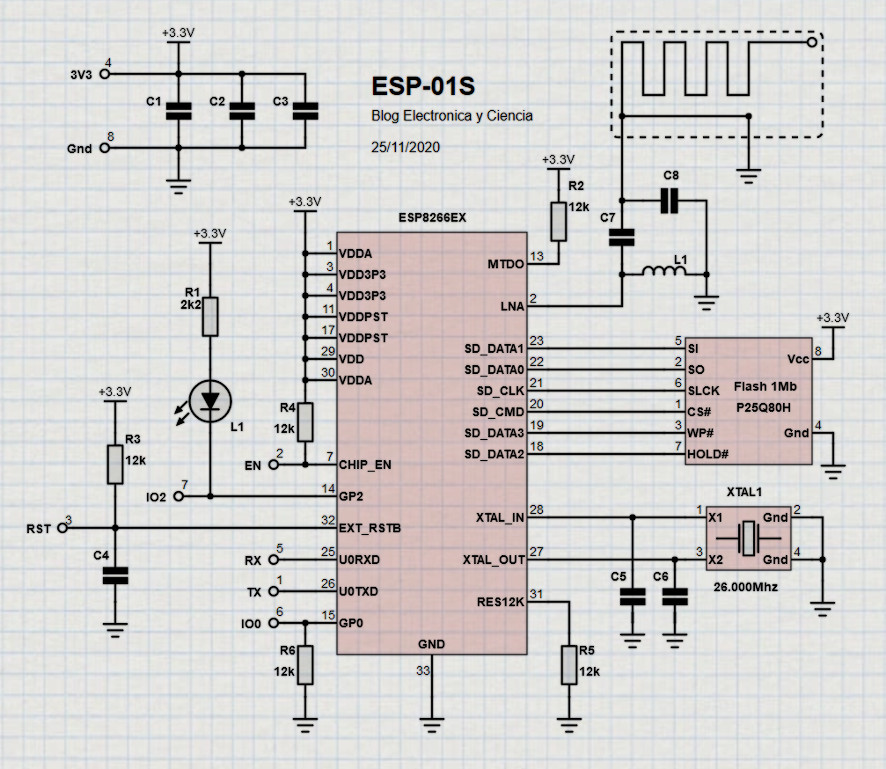 +3.3V
4
3V3
C1
C2
C3
8
Gnd
ESP-01S
Blog Electronica y Ciencia
25/11/2020
+3.3V
R2
12k
C8
C7
L1
+3.3V
ESP8266EX
+3.3V
R1
2k2
L1
+3.3V
R3
12k
R4
12k
1 VDDA
3 VDD3P3
4 VDD3P3
11 VDDPST
17 VDDPST
29 VDD
30 VDDA
EN 2
7 CHIP_EN
IO2 7
14 GP2
RST 3
32 EXT_RSTB
C4
RX 5
25 U0RXD
TX 1
26 U0TXD
IO0 6
15 GP0
R6
12k
GND
33
MTDO 13
LNA 2
SD_DATA1 23
SD_DATA0 22
SD_CLK 21
SD_CMD 20
SD_DATA3 19
SD_DATA2 18
XTAL_IN 28
XTAL_OUT 27
RES12K 31
R5
12k
C5
C6
+3.3V
5 SI
2 SO
6 SLCK
1 CS#
3 WP#
7 HOLD#
Flash 1Mb
P25Q80H
Vcc 8
Gnd 4
XTAL1
1 X1
3 X2
Gnd 2
Gnd 4
26.000Mhz